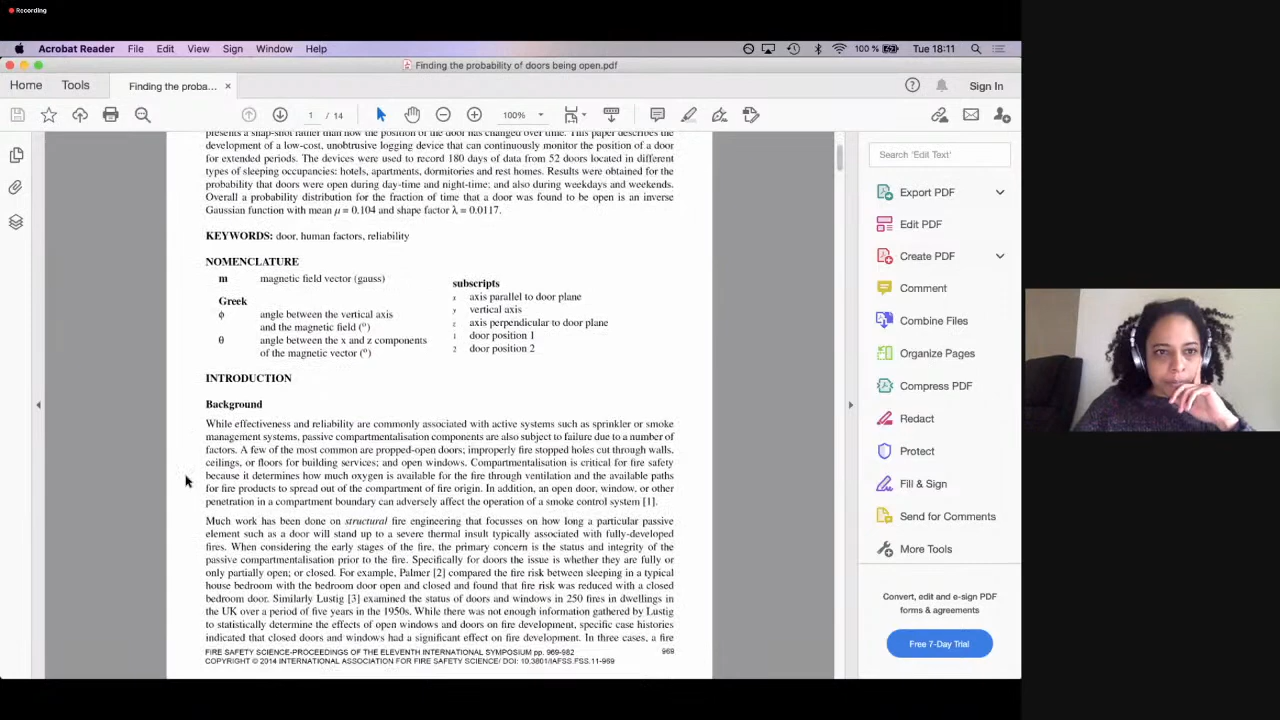 Recording
Acrobat Reader File Edit View Sign Window Help 100 % Tue 18:11
Finding the probability of doors being open.pdf
Home Tools Finding the proba... × Sign In
1 / 14 100%
presents a snap-shot rather than how the position of the door has changed over time. This paper describes the
development of a low-cost, unobtrusive logging device that can continuously monitor the position of a door
for extended periods. The devices were used to record 180 days of data from 52 doors located in different
types of sleeping occupancies: hotels, apartments, dormitories and rest homes. Results were obtained for the
probability that doors were open during day-time and night-time; and also during weekdays and weekends.
Overall a probability distribution for the fraction of time that a door was found to be open is an inverse
Gaussian function with mean μ = 0.104 and shape factor λ = 0.0117.
KEYWORDS: door, human factors, reliability
NOMENCLATURE
m magnetic field vector (gauss)
Greek
ϕ angle between the vertical axis
and the magnetic field (°)
θ angle between the x and z components
of the magnetic vector (°)
subscripts
x axis parallel to door plane
y vertical axis
z axis perpendicular to door plane
1 door position 1
2 door position 2
INTRODUCTION
Background
While effectiveness and reliability are commonly associated with active systems such as sprinkler or smoke
management systems, passive compartmentalisation components are also subject to failure due to a number of
factors. A few of the most common are propped-open doors; improperly fire stopped holes cut through walls,
ceilings, or floors for building services; and open windows. Compartmentalisation is critical for fire safety
because it determines how much oxygen is available for the fire through ventilation and the available paths
for fire products to spread out of the compartment of fire origin. In addition, an open door, window, or other
penetration in a compartment boundary can adversely affect the operation of a smoke control system [1].
Much work has been done on structural fire engineering that focusses on how long a particular passive
element such as a door will stand up to a severe thermal insult typically associated with fully-developed
fires. When considering the early stages of the fire, the primary concern is the status and integrity of the
passive compartmentalisation prior to the fire. Specifically for doors the issue is whether they are fully or
only partially open; or closed. For example, Palmer [2] compared the fire risk between sleeping in a typical
house bedroom with the bedroom door open and closed and found that fire risk was reduced with a closed
bedroom door. Similarly Lustig [3] examined the status of doors and windows in 250 fires in dwellings in
the UK over a period of five years in the 1950s. While there was not enough information gathered by Lustig
to statistically determine the effects of open windows and doors on fire development, specific case histories
indicated that closed doors and windows had a significant effect on fire development. In three cases, a fire
FIRE SAFETY SCIENCE-PROCEEDINGS OF THE ELEVENTH INTERNATIONAL SYMPOSIUM pp. 969-982 969
COPYRIGHT © 2014 INTERNATIONAL ASSOCIATION FOR FIRE SAFETY SCIENCE/ DOI: 10.3801/IAFSS.FSS.11-969
Search 'Edit Text'
Export PDF
Edit PDF
Create PDF
Comment
Combine Files
Organize Pages
Compress PDF
Redact
Protect
Fill & Sign
Send for Comments
More Tools
Convert, edit and e-sign PDF
forms & agreements
Free 7-Day Trial